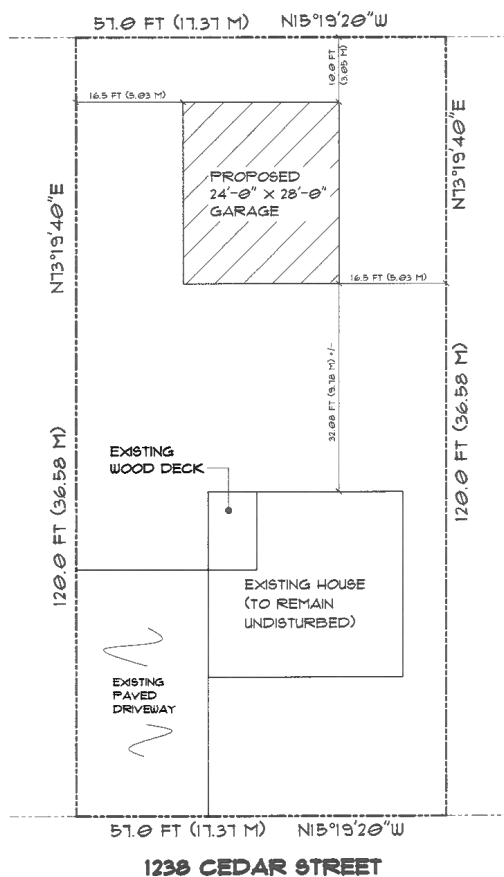 57.0 FT (17.37 M) N15°19'20"W
10.0 FT
(3.05 M)
16.5 FT (5.03 M)
N73°19'40"E
PROPOSED
24'-0" X 28'-0"
GARAGE
N73°19'40"E
16.5 FT (5.03 M)
32.08 FT (9.78 M) +/-
120.0 FT (36.58 M)
EXISTING
WOOD DECK
120.0 FT (36.58 M)
EXISTING HOUSE
(TO REMAIN
UNDISTURBED)
EXISTING
PAVED
DRIVEWAY
57.0 FT (17.37 M) N15°19'20"W
1238 CEDAR STREET